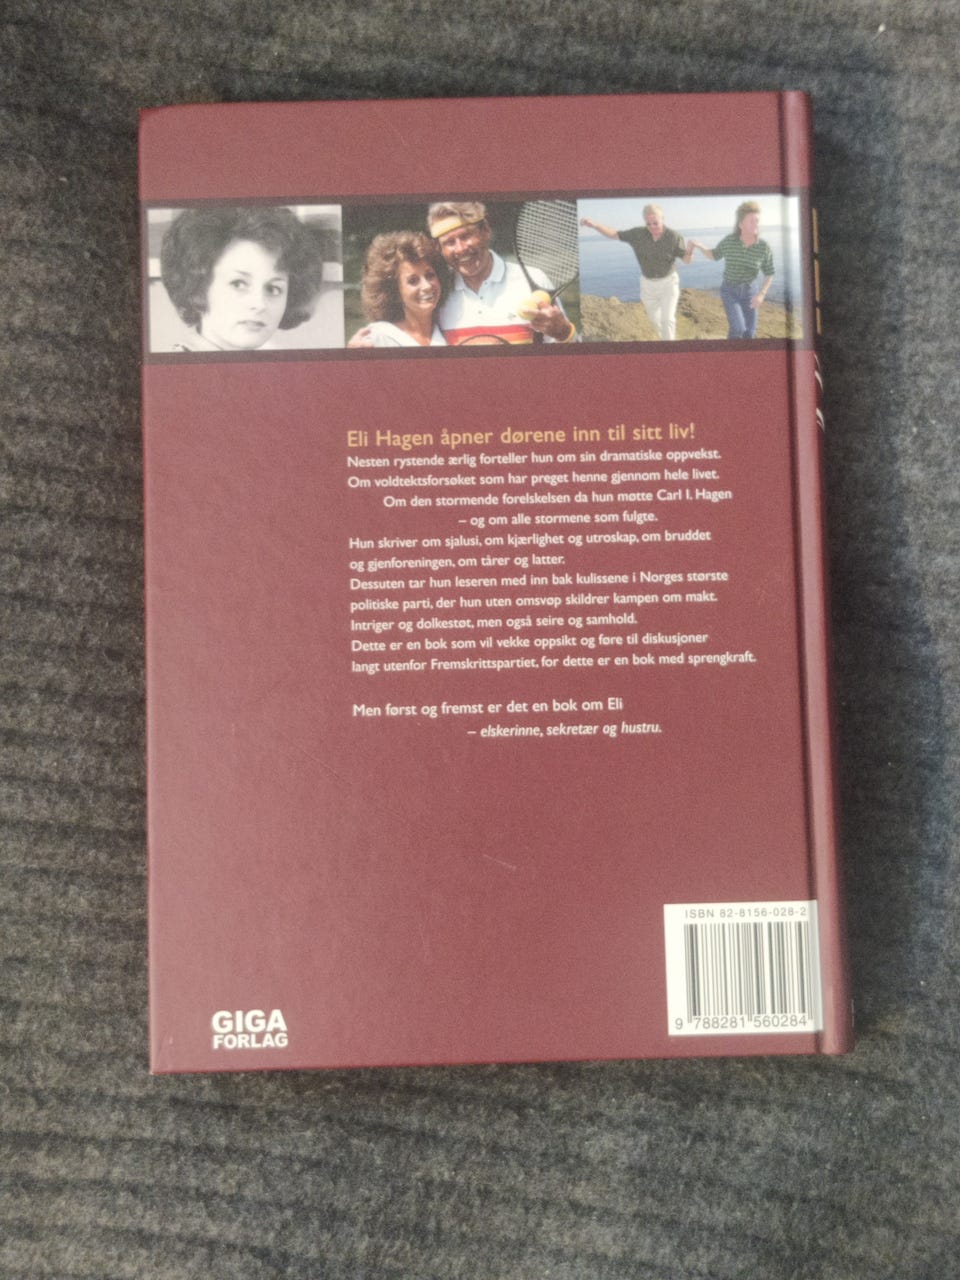 Eli Hagen åpner dørene inn til sitt liv!
Nesten rystende ærlig forteller hun om sin dramatiske oppvekst.
Om voldtektsforsøket som har preget henne gjennom hele livet.
Om den stormende forelskelsen da hun møtte Carl I. Hagen
– og om alle stormene som fulgte.
Hun skriver om sjalusi, om kjærlighet og utroskap, om bruddet
og gjenforeningen, om tårer og latter.
Dessuten tar hun leseren med inn bak kulissene i Norges største
politiske parti, der hun uten omsvøp skildrer kampen om makt.
Intriger og dolkestøt, men også seire og samhold.
Dette er en bok som vil vekke oppsikt og føre til diskusjoner
langt utenfor Fremskrittspartiet, for dette er en bok med sprengkraft.
Men først og fremst er det en bok om Eli
– elskerinne, sekretær og hustru.
ISBN 82-8156-028-2
9 788281 560284
GIGA
FORLAG